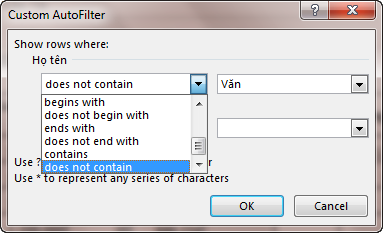 Custom AutoFilter
Show rows where:
Họ tên
does not contain
Văn
begins with
does not begin with
ends with
does not end with
contains
does not contain
Use ?
r
Use * to represent any series of characters
OK
Cancel